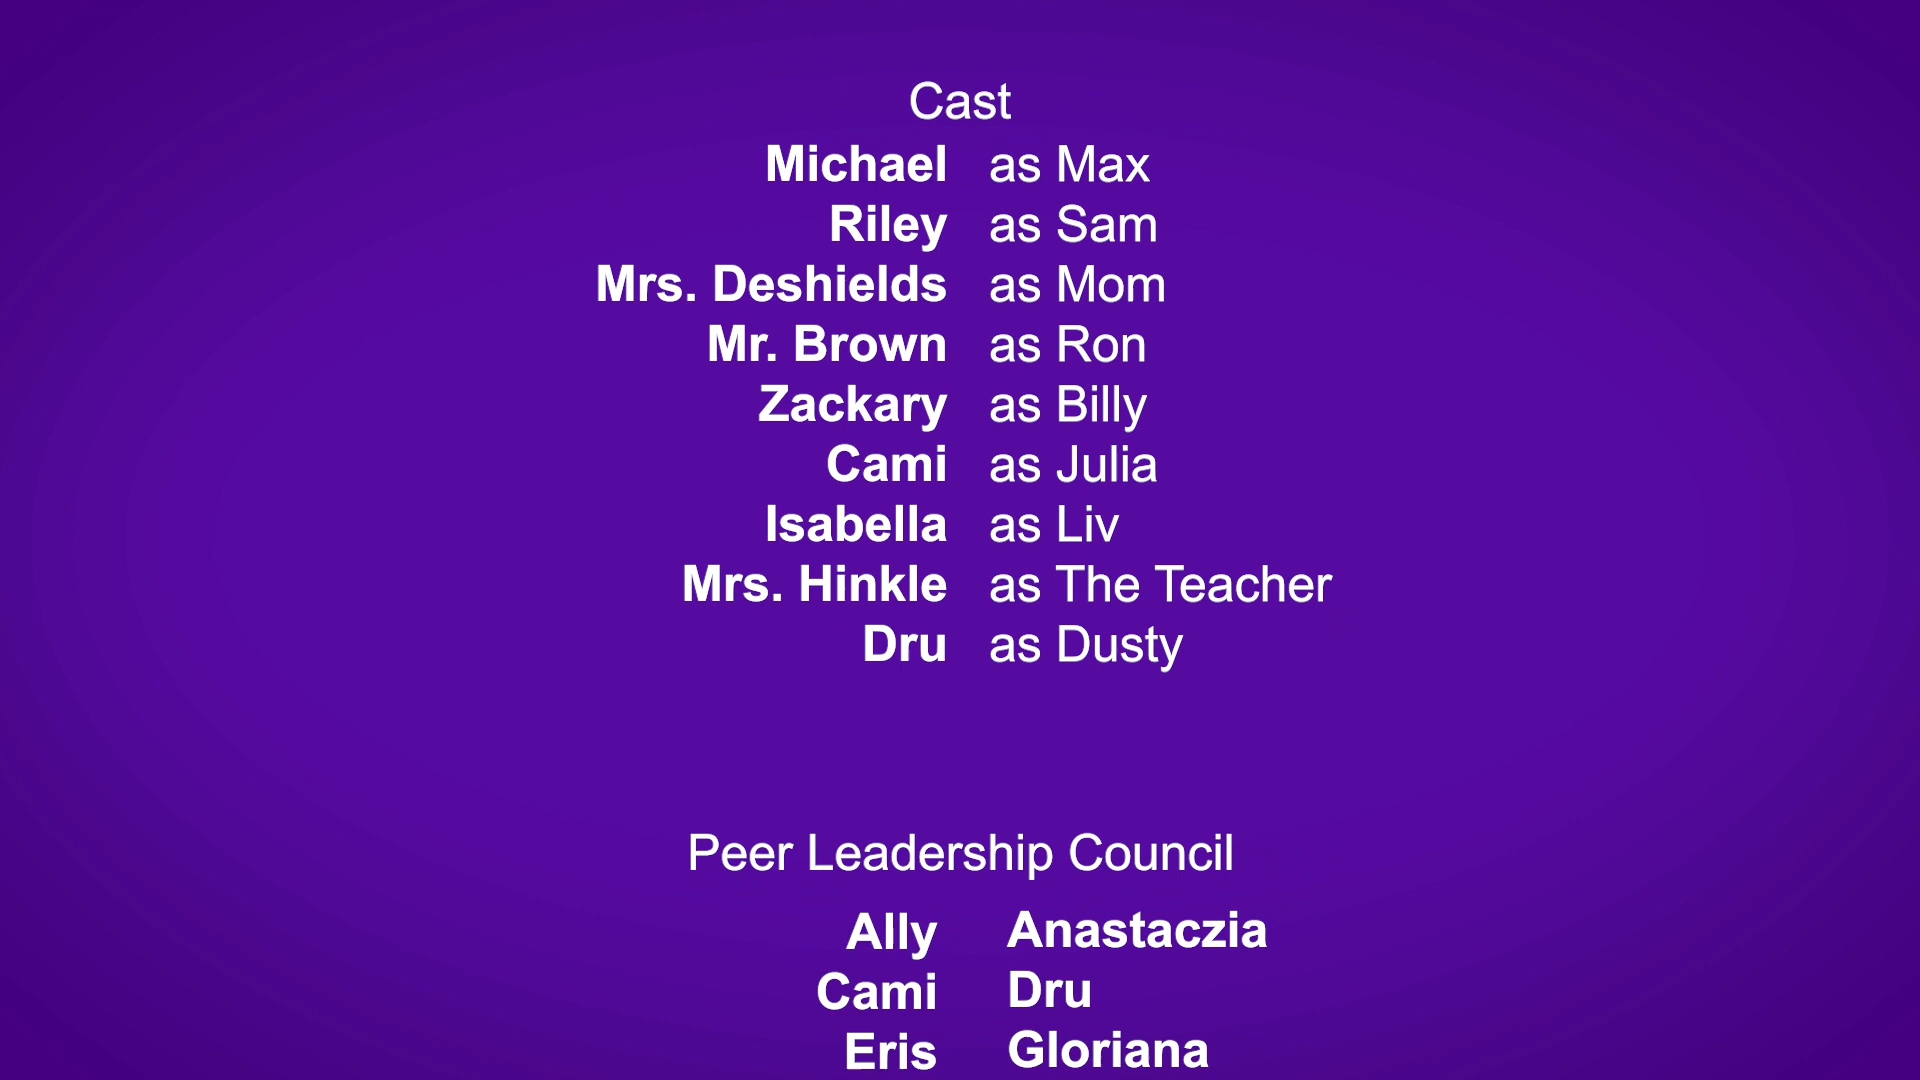 Cast
Michael as Max
Riley as Sam
Mrs. Deshields as Mom
Mr. Brown as Ron
Zackary as Billy
Cami as Julia
Isabella as Liv
Mrs. Hinkle as The Teacher
Dru as Dusty
Peer Leadership Council
Ally Anastaczia
Cami Dru
Eris Gloriana